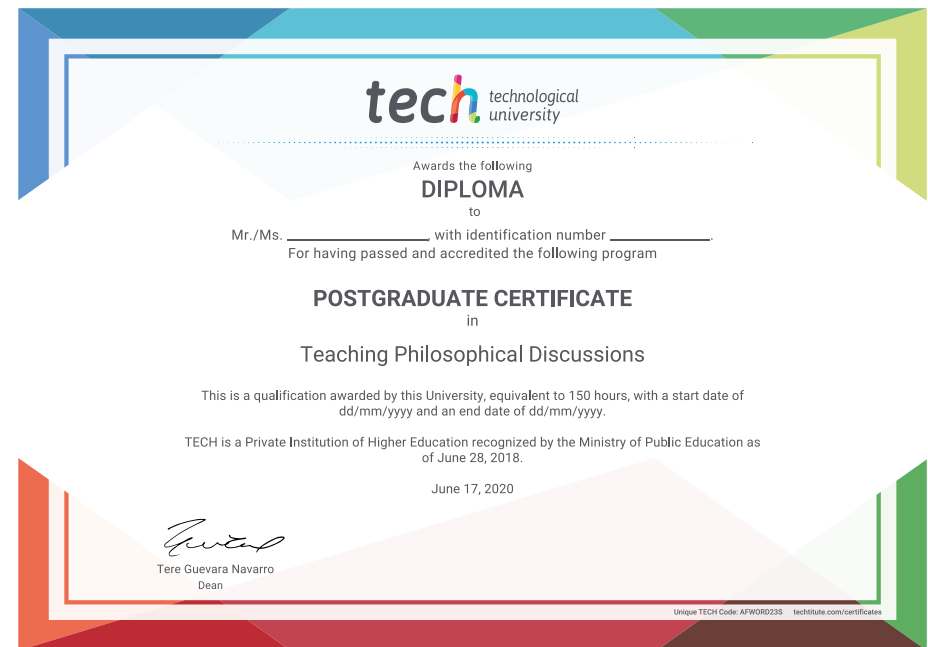 tech technological
university
Awards the following
DIPLOMA
to
Mr./Ms. ____________________, with identification number ______________.
For having passed and accredited the following program
POSTGRADUATE CERTIFICATE
in
Teaching Philosophical Discussions
This is a qualification awarded by this University, equivalent to 150 hours, with a start date of
dd/mm/yyyy and an end date of dd/mm/yyyy.
TECH is a Private Institution of Higher Education recognized by the Ministry of Public Education as
of June 28, 2018.
June 17, 2020
Tere Guevara Navarro
Dean
Unique TECH Code: AFWORD23S techtitute.com/certificates